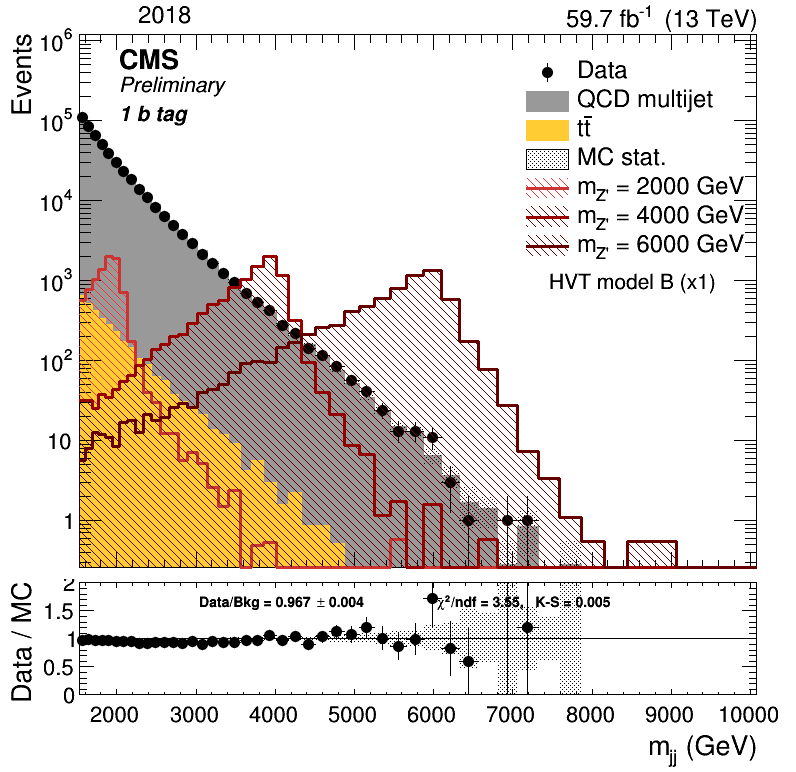 2018 59.7 fb⁻¹ (13 TeV)
Events
10⁶
10⁵
10⁴
10³
10²
10
1
CMS
Preliminary
1 b tag
Data
QCD multijet
tt̄
MC stat.
m_Z' = 2000 GeV
m_Z' = 4000 GeV
m_Z' = 6000 GeV
HVT model B (x1)
Data / MC
2
1.5
1
0.5
0
Data/Bkg = 0.967 ± 0.004 χ²/ndf = 3.55, K-S = 0.005
2000 3000 4000 5000 6000 7000 8000 9000 10000
m_jj (GeV)